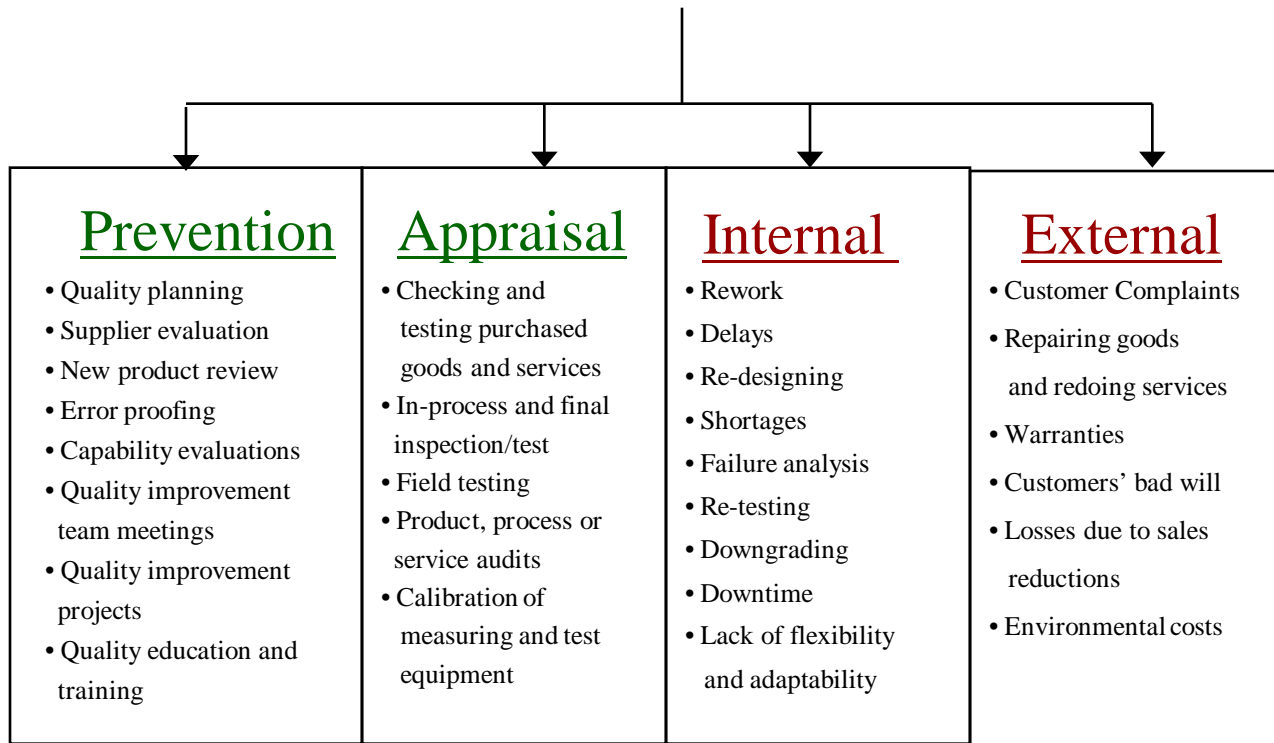 Prevention
• Quality planning
• Supplier evaluation
• New product review
• Error proofing
• Capability evaluations
• Quality improvement
team meetings
• Quality improvement
projects
• Quality education and
training
Appraisal
• Checking and
testing purchased
goods and services
• In-process and final
inspection/test
• Field testing
• Product, process or
service audits
• Calibration of
measuring and test
equipment
Internal
• Rework
• Delays
• Re-designing
• Shortages
• Failure analysis
• Re-testing
• Downgrading
• Downtime
• Lack of flexibility
and adaptability
External
• Customer Complaints
• Repairing goods
and redoing services
• Warranties
• Customers’ bad will
• Losses due to sales
reductions
• Environmental costs